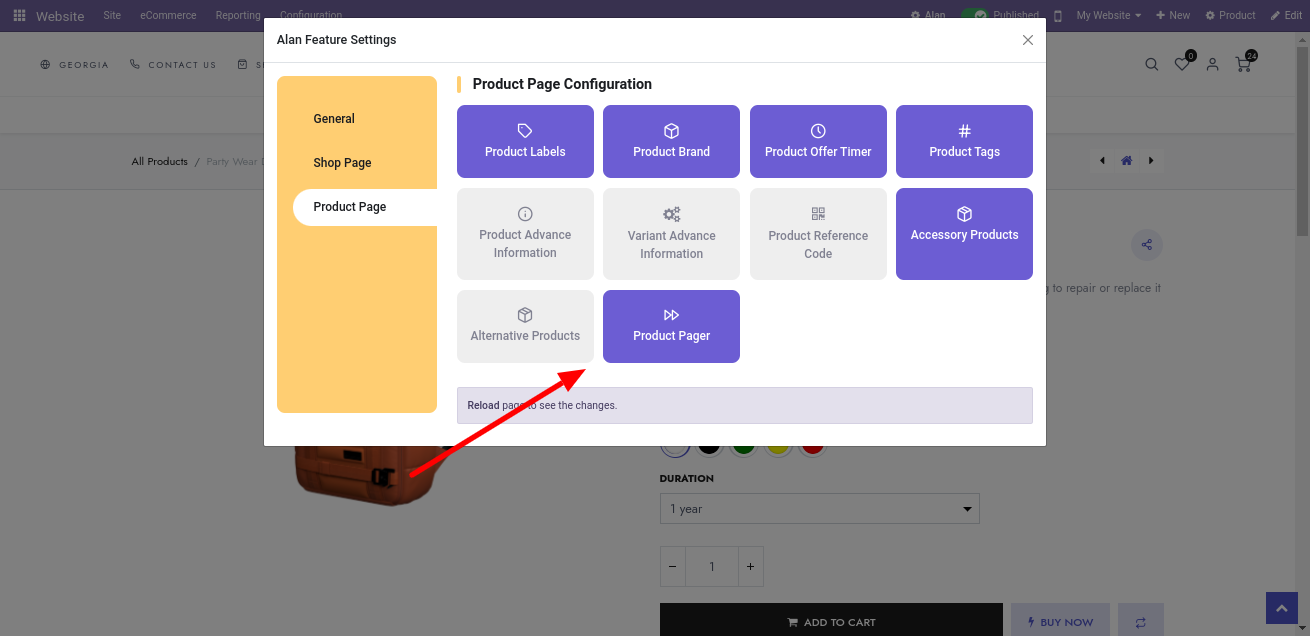 Website Site eCommerce Reporting Configuration Alan Published My Website New Product Edit
Alan Feature Settings
GEORGIA CONTACT US 0 24
General
Shop Page
Product Page
Product Page Configuration
Product Labels
Product Brand
Product Offer Timer
Product Tags
Product Advance
Information
Variant Advance
Information
Product Reference
Code
Accessory Products
Alternative Products
Product Pager
Reload page to see the changes.
All Products / Party Wear
to repair or replace it
DURATION
1 year
− 1 +
ADD TO CART BUY NOW